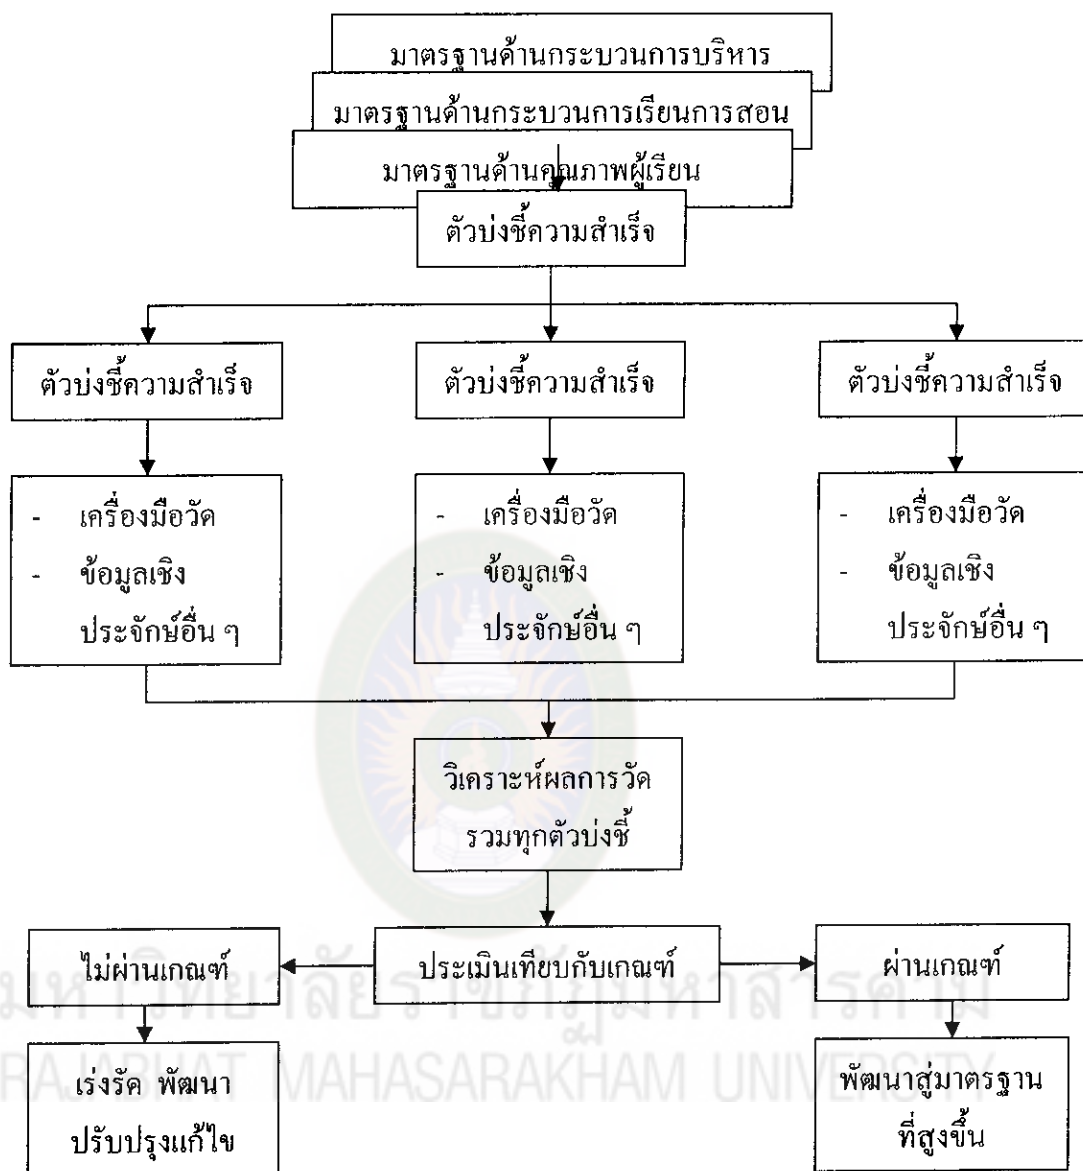 มาตรฐานด้านกระบวนการบริหาร
มาตรฐานด้านกระบวนการเรียนการสอน
มาตรฐานด้านคุณภาพผู้เรียน
ตัวบ่งชี้ความสำเร็จ
ตัวบ่งชี้ความสำเร็จ
ตัวบ่งชี้ความสำเร็จ
ตัวบ่งชี้ความสำเร็จ
- เครื่องมือวัด
- ข้อมูลเชิง
ประจักษ์อื่น ๆ
- เครื่องมือวัด
- ข้อมูลเชิง
ประจักษ์อื่น ๆ
- เครื่องมือวัด
- ข้อมูลเชิง
ประจักษ์อื่น ๆ
วิเคราะห์ผลการวัด
รวมทุกตัวบ่งชี้
ไม่ผ่านเกณฑ์
ประเมินเทียบกับเกณฑ์
ผ่านเกณฑ์
มหาวิทยาลัยราชภัฏมหาสารคาม
RAJABHAT MAHASARAKHAM UNIVERSITY
เร่งรัด พัฒนา
ปรับปรุงแก้ไข
พัฒนาสู่มาตรฐาน
ที่สูงขึ้น